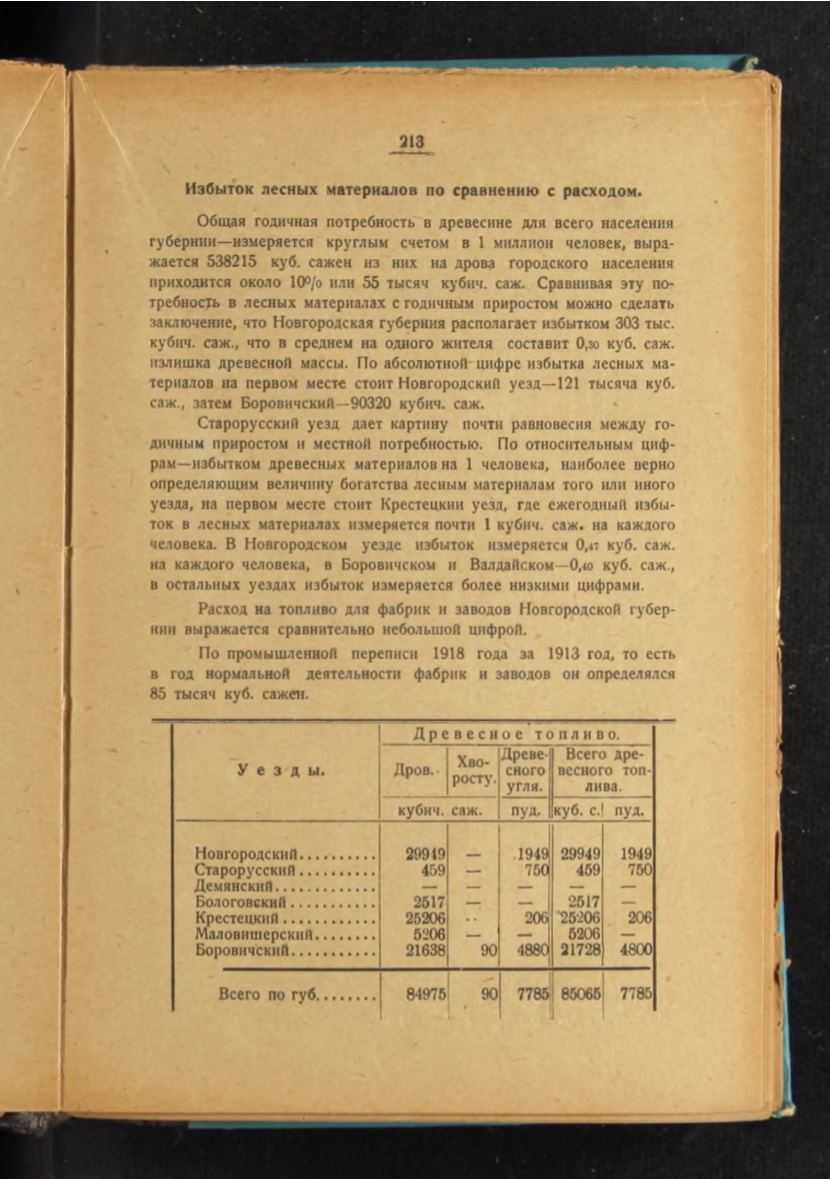 213
Избыток лесных материалов по сравнению с расходом.
Общая годичная потребность в древесине для всего населения
губернии—измеряется круглым счетом в 1 миллион человек, выра-
жается 538215 куб. сажен из них на дрова городского населения
приходится около 10% или 55 тысяч кубич. саж. Сравнивая эту по-
требность в лесных материалах с годичным приростом можно сделать
заключение, что Новгородская губерния располагает избытком 303 тыс.
кубич. саж., что в среднем на одного жителя составит 0,30 куб. саж.
излишка древесной массы. По абсолютной цифре избытка лесных ма-
териалов на первом месте стоит Новгородский уезд—121 тысяча куб.
саж., затем Боровичский—90320 кубич. саж.
Старорусский уезд дает картину почти равновесия между го-
дичным приростом и местной потребностью. По относительным циф-
рам—избытком древесных материалов на 1 человека, наиболее верно
определяющим величину богатства лесным материалам того или иного
уезда, на первом месте стоит Крестецкии уезд, где ежегодный избы-
ток в лесных материалах измеряется почти 1 кубич. саж. на каждого
человека. В Новгородском уезде избыток измеряется 0,47 куб. саж.
на каждого человека, в Боровичском и Валдайском—0,40 куб. саж.,
в остальных уездах избыток измеряется более низкими цифрами.
Расход на топливо для фабрик и заводов Новгородской губер-
нии выражается сравнительно небольшой цифрой.
По промышленной переписи 1918 года за 1913 год, то есть
в год нормальной деятельности фабрик и заводов он определялся
85 тысяч куб. сажен.
Древесное топливо.
Уезды. Дров. Хво-росту. Древе-сного угля. Всего дре-весного топ-лива.
кубич. саж. пуд. куб. с. пуд.
Новгородский.......... 29949 — 1949 29949 1949
Старорусский.......... 459 — 750 459 750
Демянский............. — — — — —
Бологовский........... 2517 — — 2517 —
Крестецкий............ 25206 -- 206 25206 206
Маловишерский........ 5206 — — 5206 —
Боровичский........... 21638 90 4880 21728 4800
Всего по губ........ 84975 90 7785 85065 7785